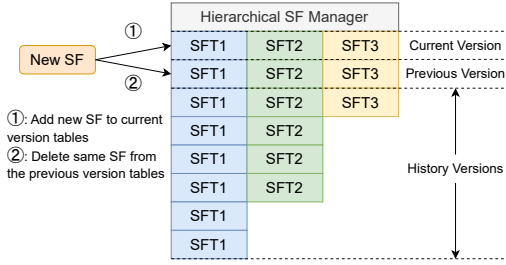 Hierarchical SF Manager
①
New SF
②
SFT1 SFT2 SFT3 Current Version
SFT1 SFT2 SFT3 Previous Version
SFT1 SFT2 SFT3
SFT1 SFT2
SFT1 SFT2
SFT1 SFT2
SFT1
SFT1
History Versions
①: Add new SF to current
version tables
②: Delete same SF from
the previous version tables